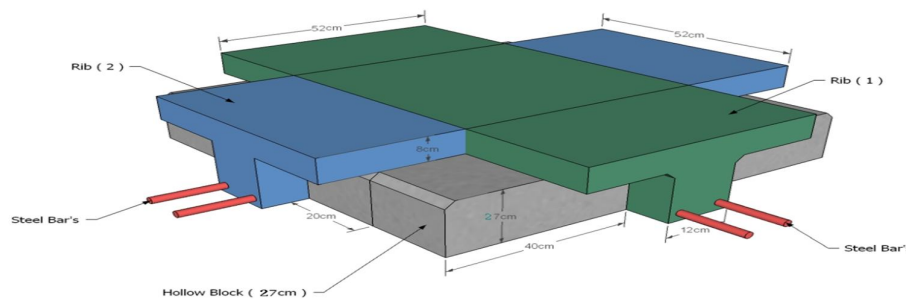 52cm
52cm
Rib ( 2 )
Rib ( 1 )
8cm
Steel Bar's
20cm
27cm
40cm
12cm
Steel Bar'
Hollow Block ( 27cm )